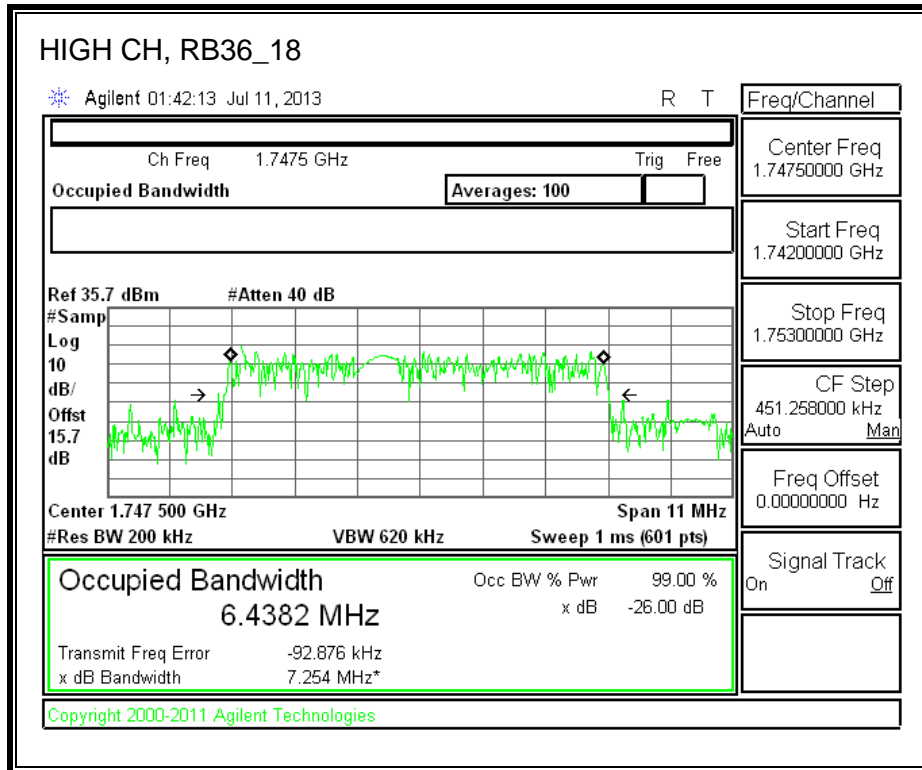 HIGH CH, RB36_18
Agilent 01:42:13 Jul 11, 2013 R T
Freq/Channel
Ch Freq 1.7475 GHz Trig Free
Occupied Bandwidth Averages: 100
Center Freq
1.74750000 GHz
Start Freq
1.74200000 GHz
Stop Freq
1.75300000 GHz
CF Step
451.258000 kHz
Auto Man
Freq Offset
0.00000000 Hz
Signal Track
On Off
Ref 35.7 dBm #Atten 40 dB
#Samp
Log
10
dB/
Offst
15.7
dB
Center 1.747 500 GHz Span 11 MHz
#Res BW 200 kHz VBW 620 kHz Sweep 1 ms (601 pts)
Occupied Bandwidth Occ BW % Pwr 99.00 %
6.4382 MHz x dB -26.00 dB
Transmit Freq Error -92.876 kHz
x dB Bandwidth 7.254 MHz*
Copyright 2000-2011 Agilent Technologies